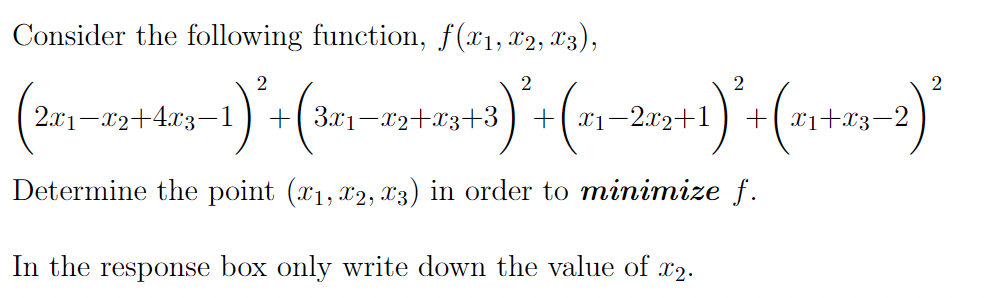 Consider the following function, f(x₁, x₂, x₃),
(2x₁−x₂+4x₃−1)² + (3x₁−x₂+x₃+3)² + (x₁−2x₂+1)² + (x₁+x₃−2)²
Determine the point (x₁, x₂, x₃) in order to minimize f.
In the response box only write down the value of x₂.